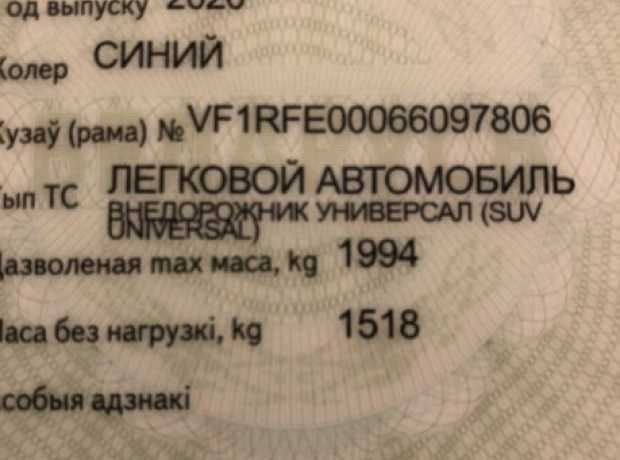 од выпуску 2020
Колер СИНИЙ
Кузаў (рама) № VF1RFE00066097806
Тып ТС ЛЕГКОВОЙ АВТОМОБИЛЬ
ВНЕДОРОЖНИК УНИВЕРСАЛ (SUV
UNIVERSAL)
Дазволеная max маса, kg 1994
Маса без нагрузкі, kg 1518
собыя адзнакі